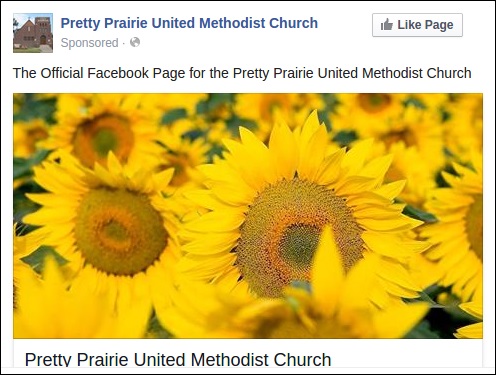 Pretty Prairie United Methodist Church
Like Page
Sponsored ·
The Official Facebook Page for the Pretty Prairie United Methodist Church
Pretty Prairie United Methodist Church